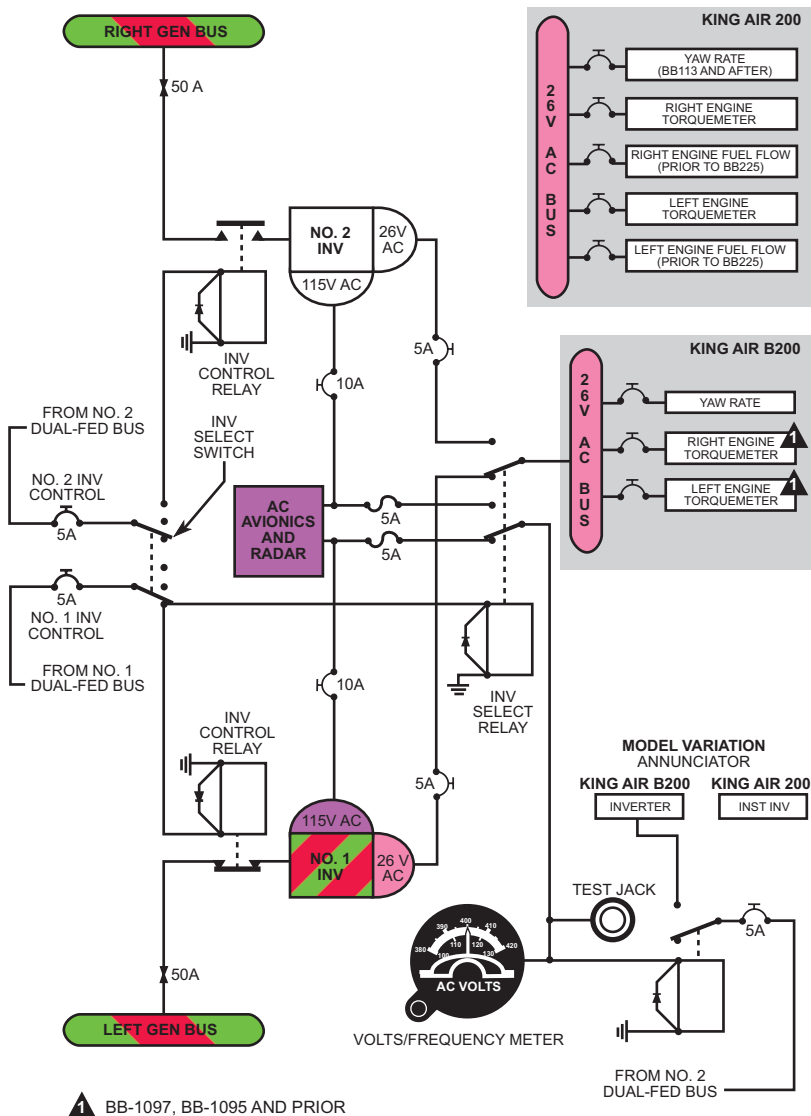 RIGHT GEN BUS
50 A
NO. 2
INV
26V
AC
115V AC
INV
CONTROL
RELAY
10A
5A
FROM NO. 2
DUAL-FED BUS
INV
SELECT
SWITCH
NO. 2 INV
CONTROL
5A
5A
NO. 1 INV
CONTROL
FROM NO. 1
DUAL-FED BUS
AC
AVIONICS
AND
RADAR
5A
5A
10A
INV
SELECT
RELAY
INV
CONTROL
RELAY
5A
115V AC
NO. 1
INV
26 V
AC
50A
LEFT GEN BUS
KING AIR 200
26V AC BUS
YAW RATE
(BB113 AND AFTER)
RIGHT ENGINE
TORQUEMETER
RIGHT ENGINE FUEL FLOW
(PRIOR TO BB225)
LEFT ENGINE
TORQUEMETER
LEFT ENGINE FUEL FLOW
(PRIOR TO BB225)
KING AIR B200
26V AC BUS
YAW RATE
RIGHT ENGINE
TORQUEMETER
1
LEFT ENGINE
TORQUEMETER
1
MODEL VARIATION
ANNUNCIATOR
KING AIR B200 KING AIR 200
INVERTER INST INV
TEST JACK
5A
380 390 400 410 420
100 110 120 130
AC VOLTS
VOLTS/FREQUENCY METER
FROM NO. 2
DUAL-FED BUS
1 BB-1097, BB-1095 AND PRIOR